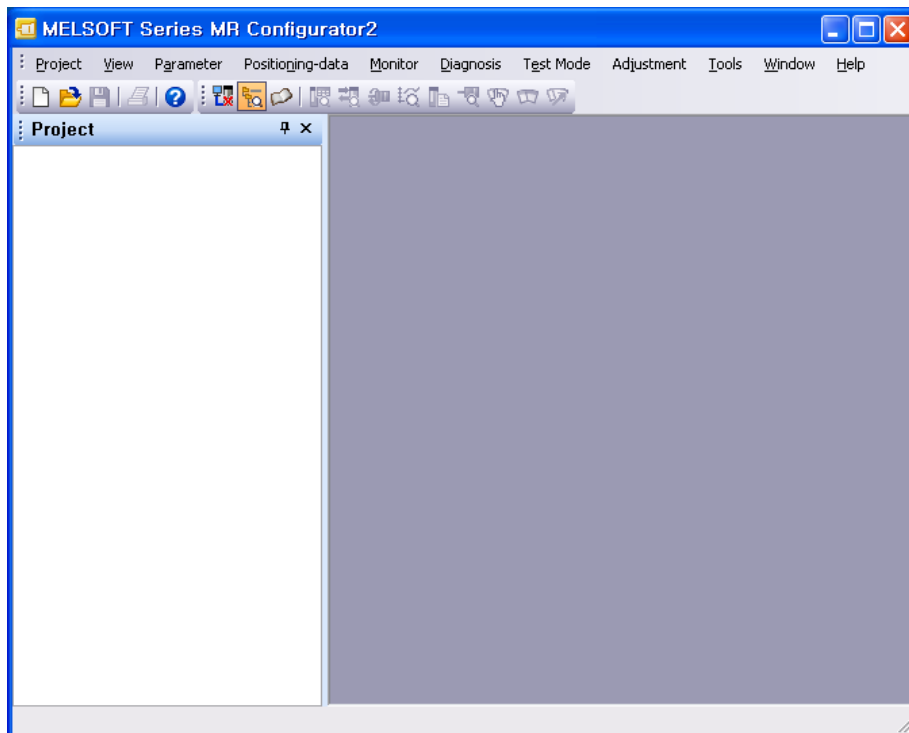 MELSOFT Series MR Configurator2
Project View Parameter Positioning-data Monitor Diagnosis Test Mode Adjustment Tools Window Help
Project